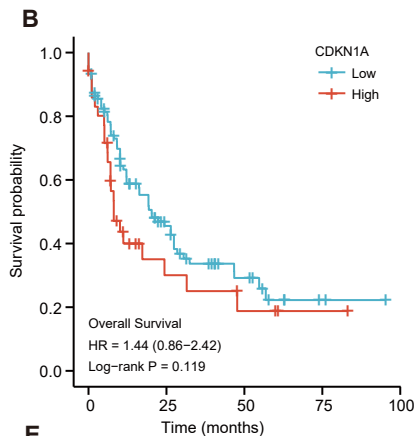 B
CDKN1A
Low
High
1.0
0.8
0.6
0.4
0.2
0.0
Survival probability
Overall Survival
HR = 1.44 (0.86−2.42)
Log−rank P = 0.119
0 25 50 75 100
Time (months)